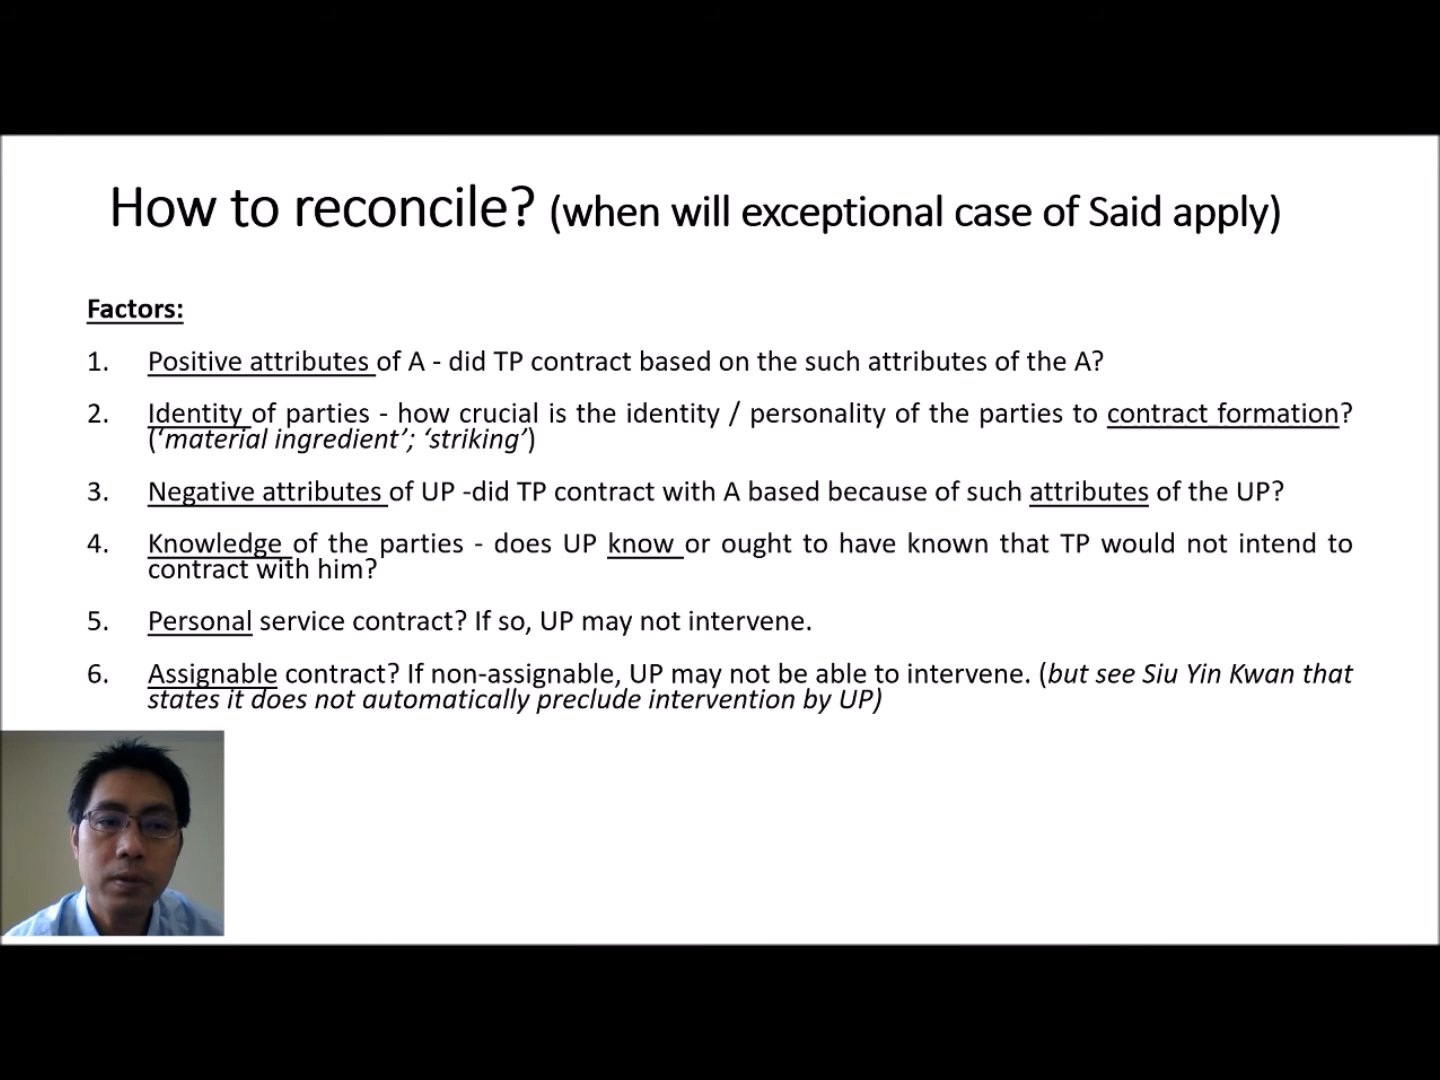 How to reconcile? (when will exceptional case of Said apply)
Factors:
1. Positive attributes of A - did TP contract based on the such attributes of the A?
2. Identity of parties - how crucial is the identity / personality of the parties to contract formation?
(‘material ingredient’; ‘striking’)
3. Negative attributes of UP -did TP contract with A based because of such attributes of the UP?
4. Knowledge of the parties - does UP know or ought to have known that TP would not intend to
contract with him?
5. Personal service contract? If so, UP may not intervene.
6. Assignable contract? If non-assignable, UP may not be able to intervene. (but see Siu Yin Kwan that
states it does not automatically preclude intervention by UP)